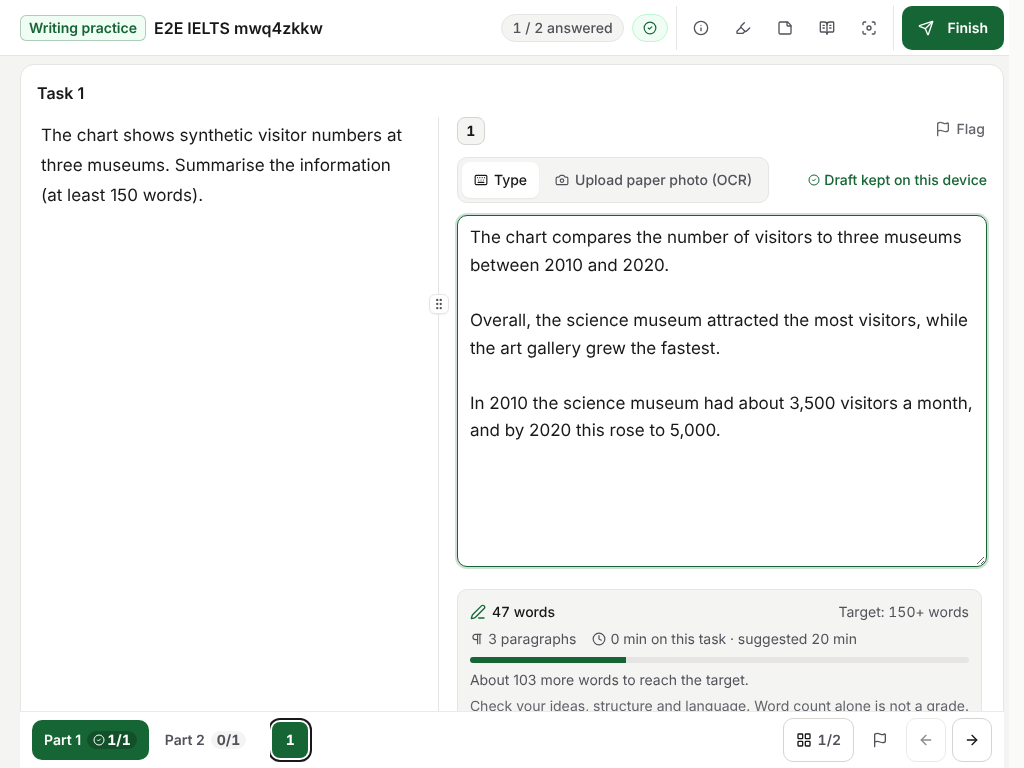 Writing practice E2E IELTS mwq4zkkw 1 / 2 answered Finish
Task 1
The chart shows synthetic visitor numbers at
three museums. Summarise the information
(at least 150 words).
1 Flag
Type Upload paper photo (OCR) Draft kept on this device
The chart compares the number of visitors to three museums
between 2010 and 2020.
Overall, the science museum attracted the most visitors, while
the art gallery grew the fastest.
In 2010 the science museum had about 3,500 visitors a month,
and by 2020 this rose to 5,000.
47 words Target: 150+ words
¶ 3 paragraphs 0 min on this task · suggested 20 min
About 103 more words to reach the target.
Check your ideas, structure and language. Word count alone is not a grade.
Part 1 1/1 Part 2 0/1 1 1/2